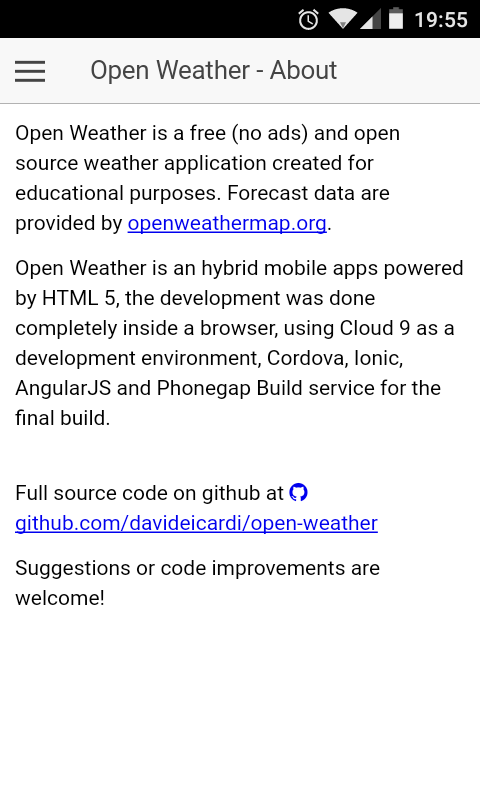 19:55
Open Weather - About
Open Weather is a free (no ads) and open
source weather application created for
educational purposes. Forecast data are
provided by openweathermap.org.
Open Weather is an hybrid mobile apps powered
by HTML 5, the development was done
completely inside a browser, using Cloud 9 as a
development environment, Cordova, Ionic,
AngularJS and Phonegap Build service for the
final build.
Full source code on github at
github.com/davideicardi/open-weather
Suggestions or code improvements are
welcome!